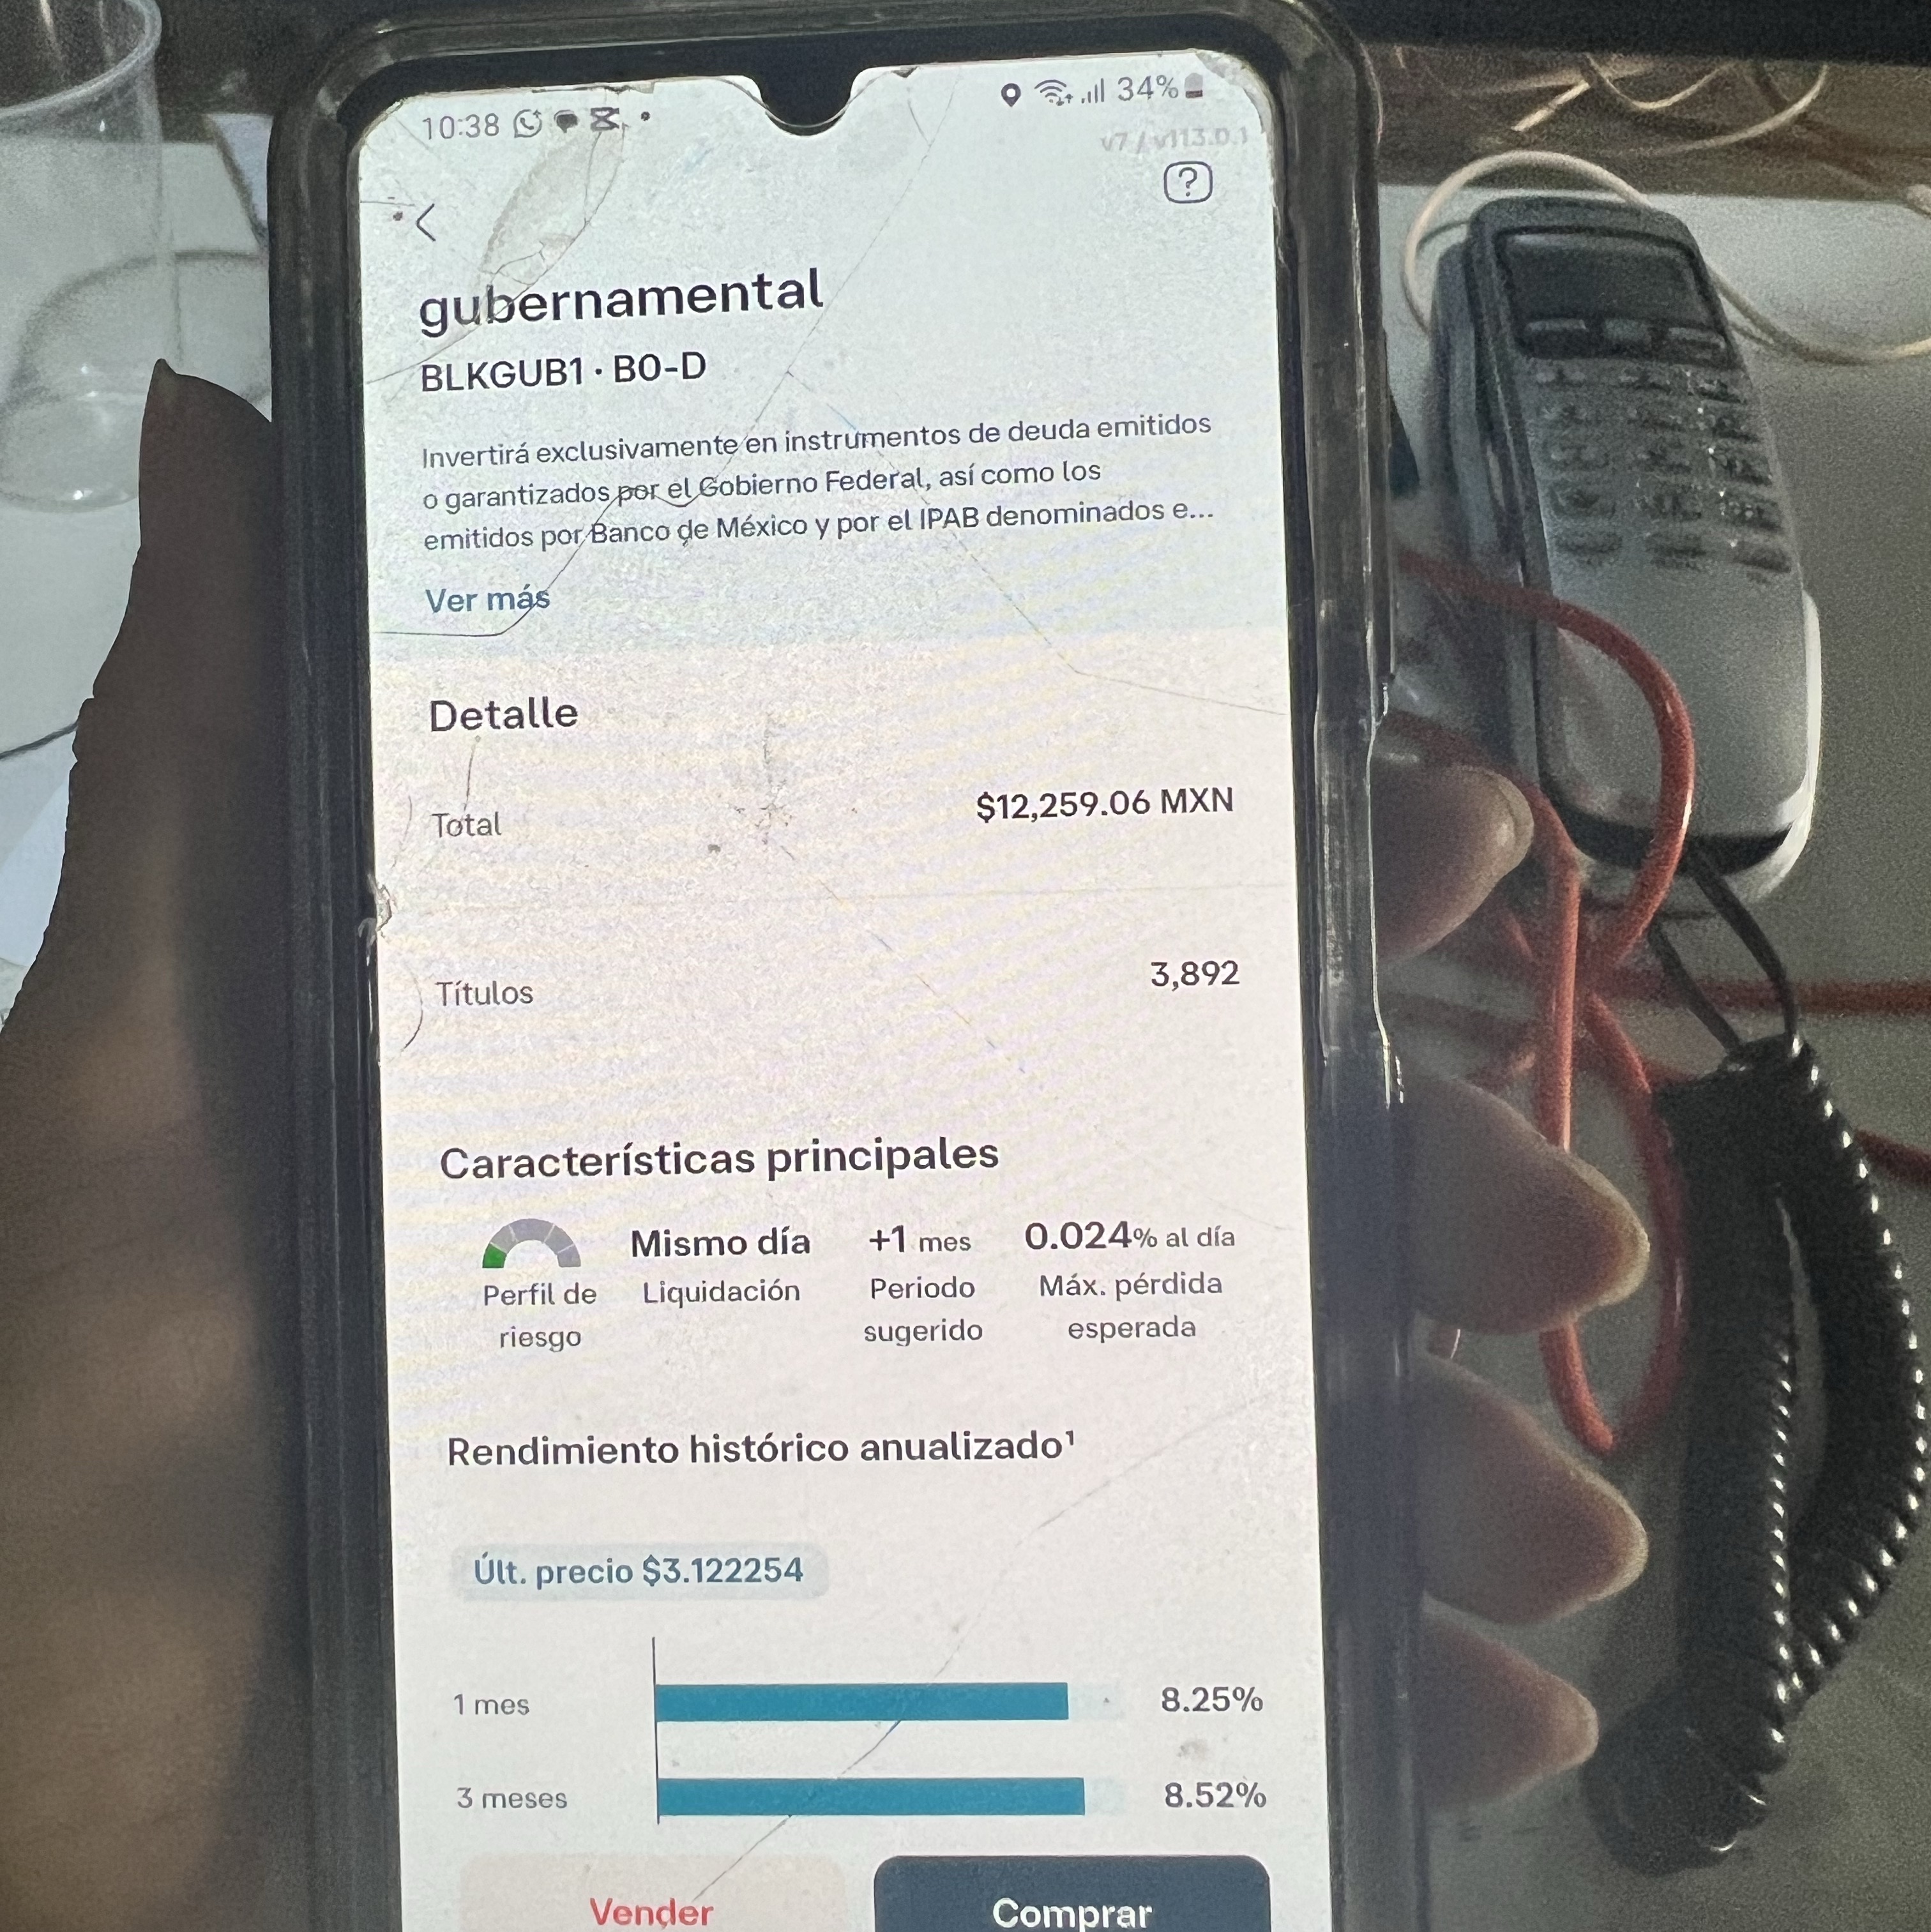 10:38
34%
v7 / v113.0.1
?
gubernamental
BLKGUB1 · B0-D
Invertirá exclusivamente en instrumentos de deuda emitidos
o garantizados por el Gobierno Federal, así como los
emitidos por Banco de México y por el IPAB denominados e...
Ver más
Detalle
Total $12,259.06 MXN
Títulos 3,892
Características principales
Mismo día +1 mes 0.024% al día
Perfil de Liquidación Periodo Máx. pérdida
riesgo sugerido esperada
Rendimiento histórico anualizado¹
Últ. precio $3.122254
1 mes 8.25%
3 meses 8.52%
Vender Comprar